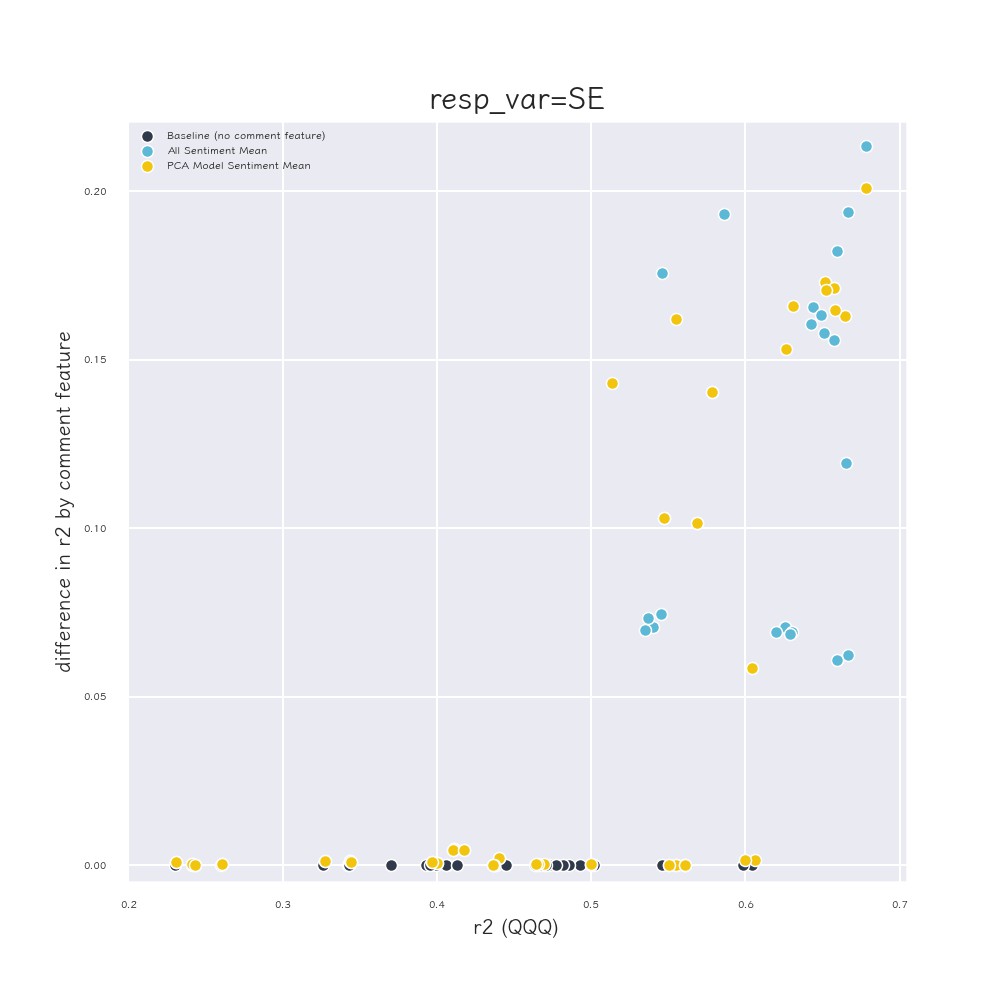 resp_var=SE
Baseline (no comment feature)
All Sentiment Mean
PCA Model Sentiment Mean
difference in r2 by comment feature
0.20
0.15
0.10
0.05
0.00
0.2 0.3 0.4 0.5 0.6 0.7
r2 (QQQ)